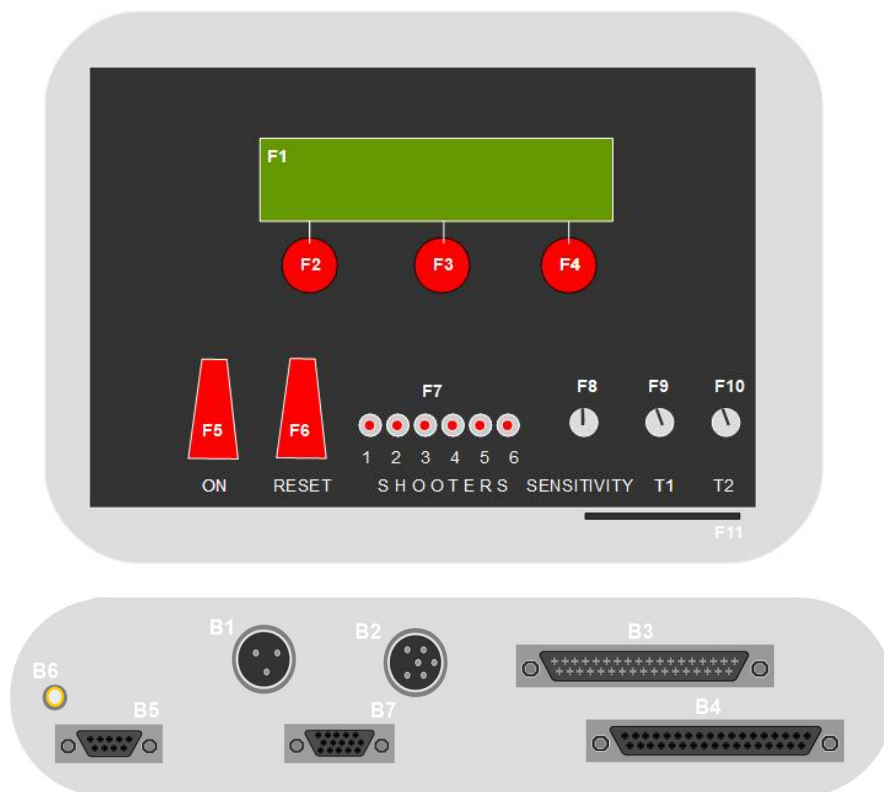 F1
F2 F3 F4
F7 F8 F9 F10
F5 F6
1 2 3 4 5 6
ON RESET SHOOTERS SENSITIVITY T1 T2
F11
B1 B2 B3
B6
B5 B7 B4